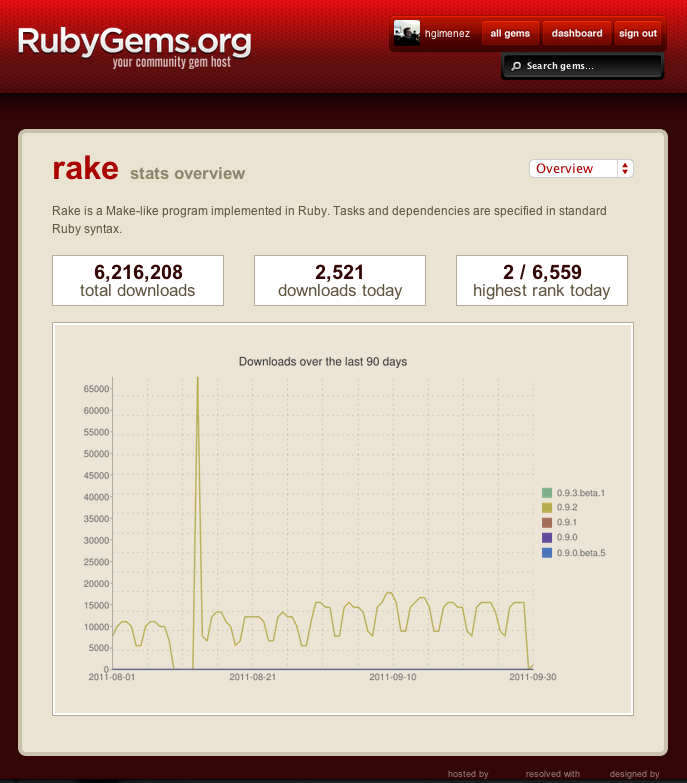 RubyGems.org
your community gem host
hgimenez
all gems
dashboard
sign out
Search gems…
rake stats overview
Overview
Rake is a Make-like program implemented in Ruby. Tasks and dependencies are specified in standard
Ruby syntax.
6,216,208
total downloads
2,521
downloads today
2 / 6,559
highest rank today
Downloads over the last 90 days
65000
60000
55000
50000
45000
40000
35000
30000
25000
20000
15000
10000
5000
0
2011-08-01
2011-08-21
2011-09-10
2011-09-30
0.9.3.beta.1
0.9.2
0.9.1
0.9.0
0.9.0.beta.5
hosted by
resolved with
designed by